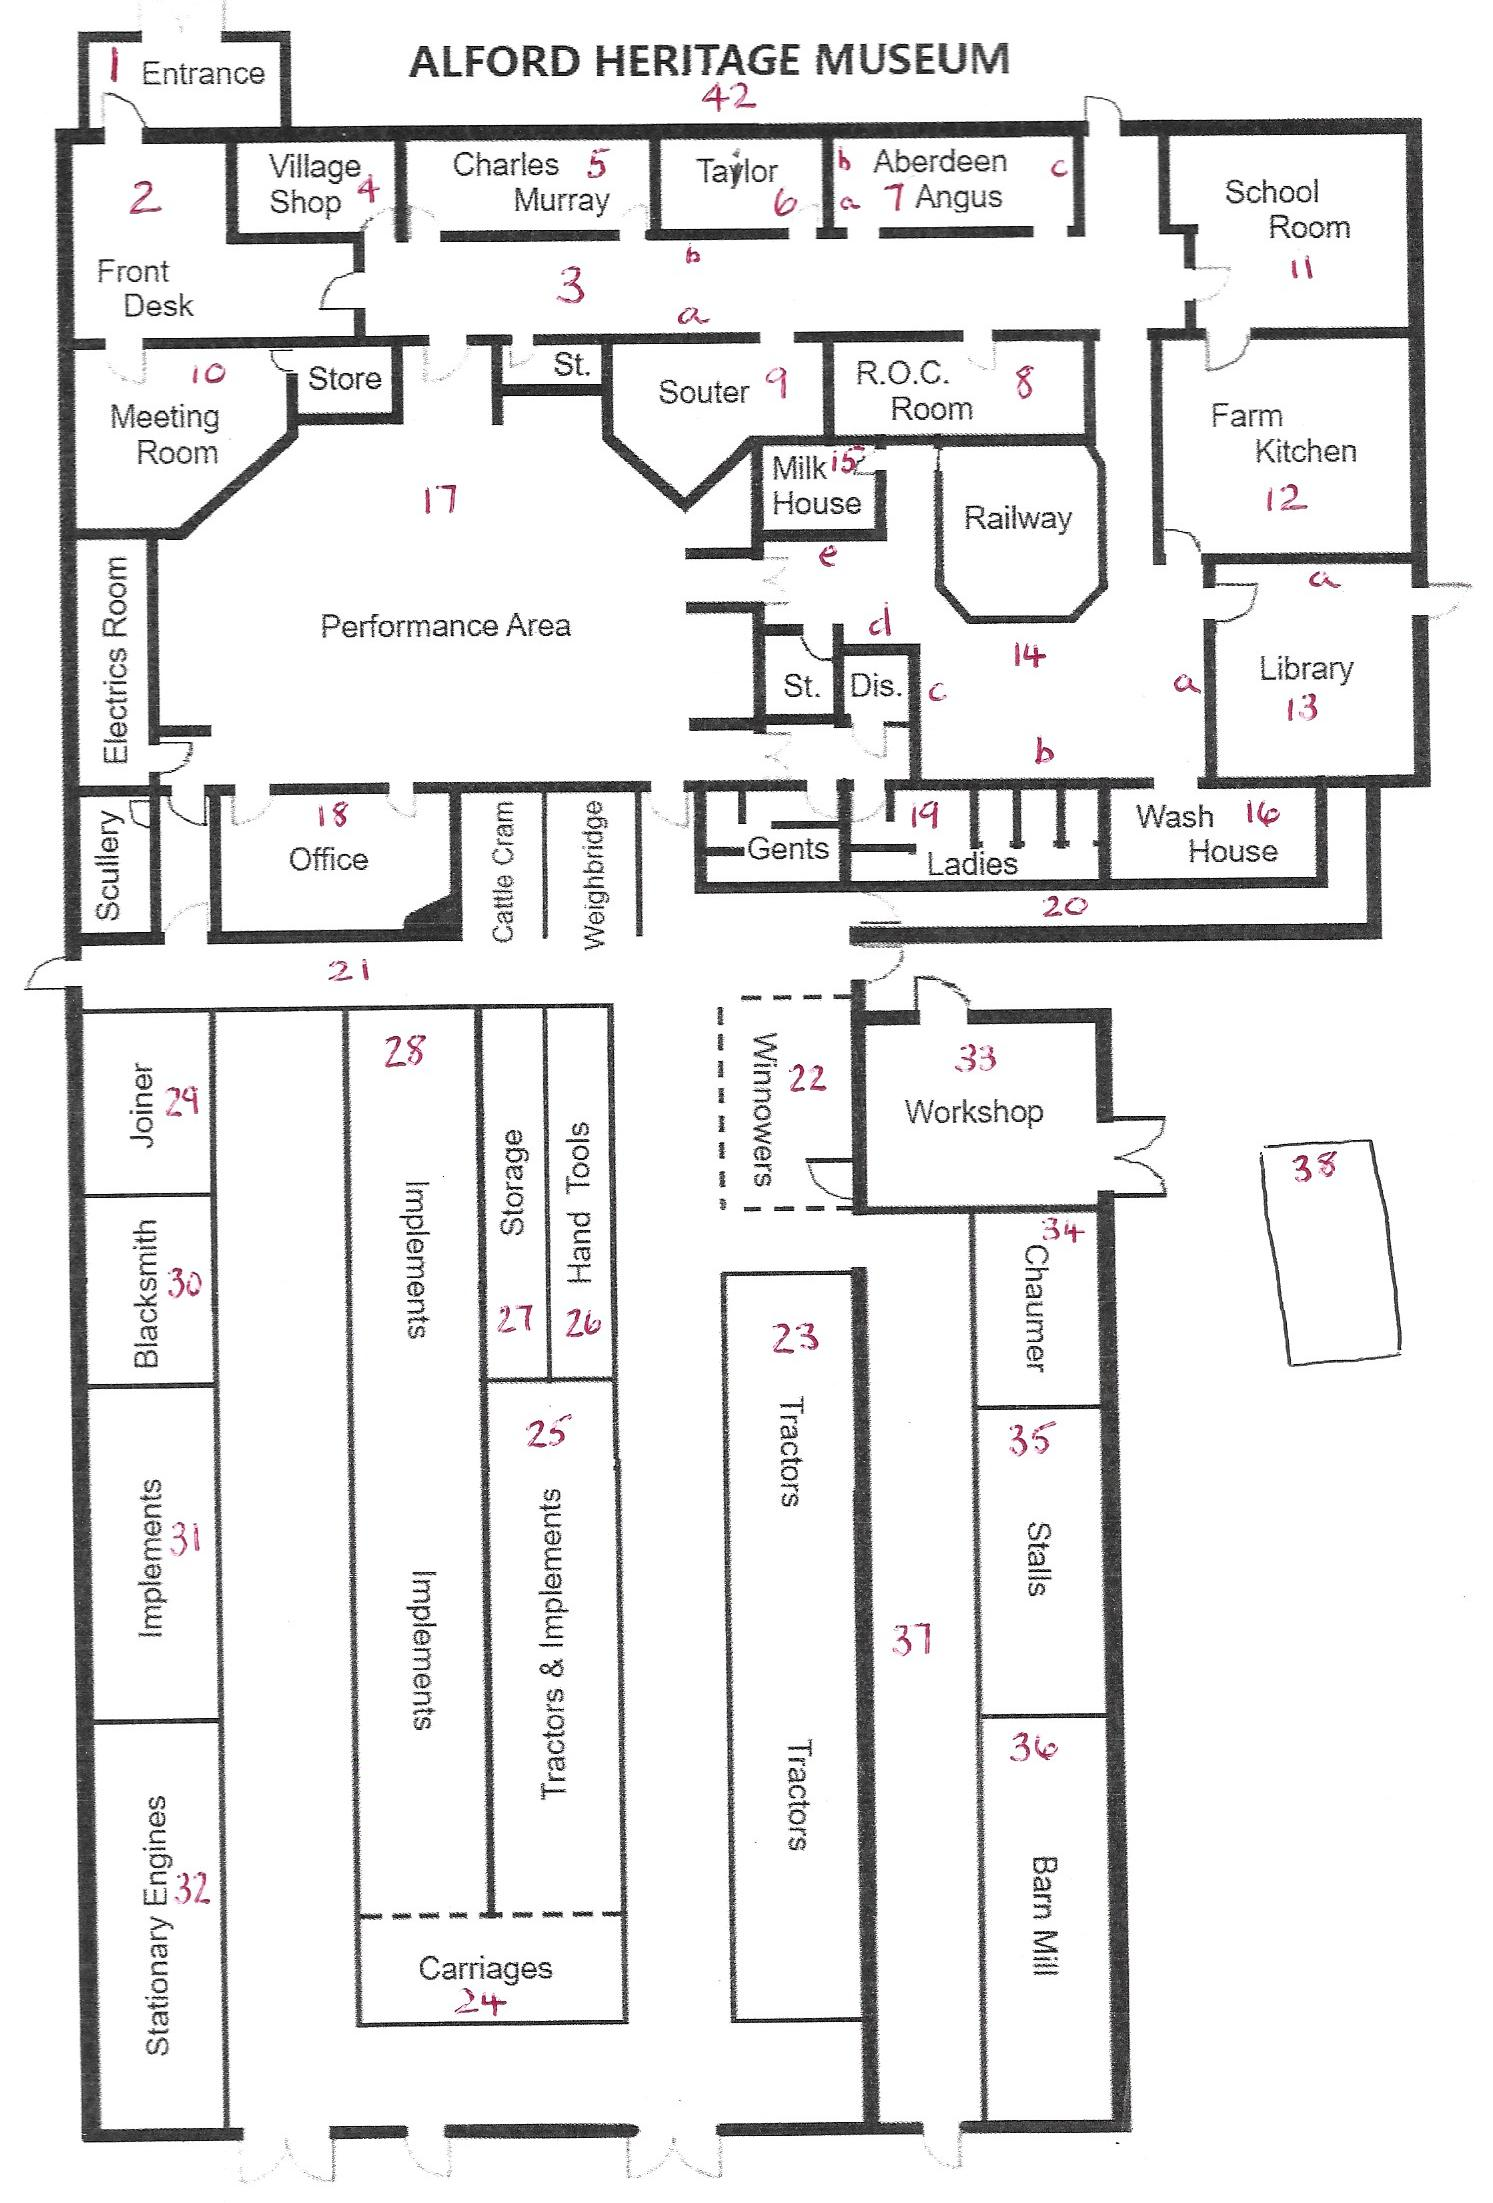 ALFORD HERITAGE MUSEUM
42
1 Entrance
2
Front
Desk
Village
Shop 4
Charles 5
Murray
Taylor
6
b Aberdeen c
a 7 Angus
School
Room
11
3
b
a
10
Meeting
Room
Store
St.
Souter 9
R.O.C. 8
Room
Farm
Kitchen
12
Milk 15
House
Railway
17
Performance Area
Electrics Room
e
d
14
c
a
b
St.
Dis.
a
Library
13
Scullery
18
Office
Cattle Cram
Weighbridge
Gents
19
Ladies
Wash 16
House
20
21
Joiner 29
Blacksmith 30
Implements 31
Stationary Engines 32
28
Implements
Implements
Storage
27
Hand Tools
26
25
Tractors & Implements
Carriages
24
Winnowers 22
33
Workshop
23
Tractors
Tractors
37
34
Chaumer
35
Stalls
36
Barn Mill
38